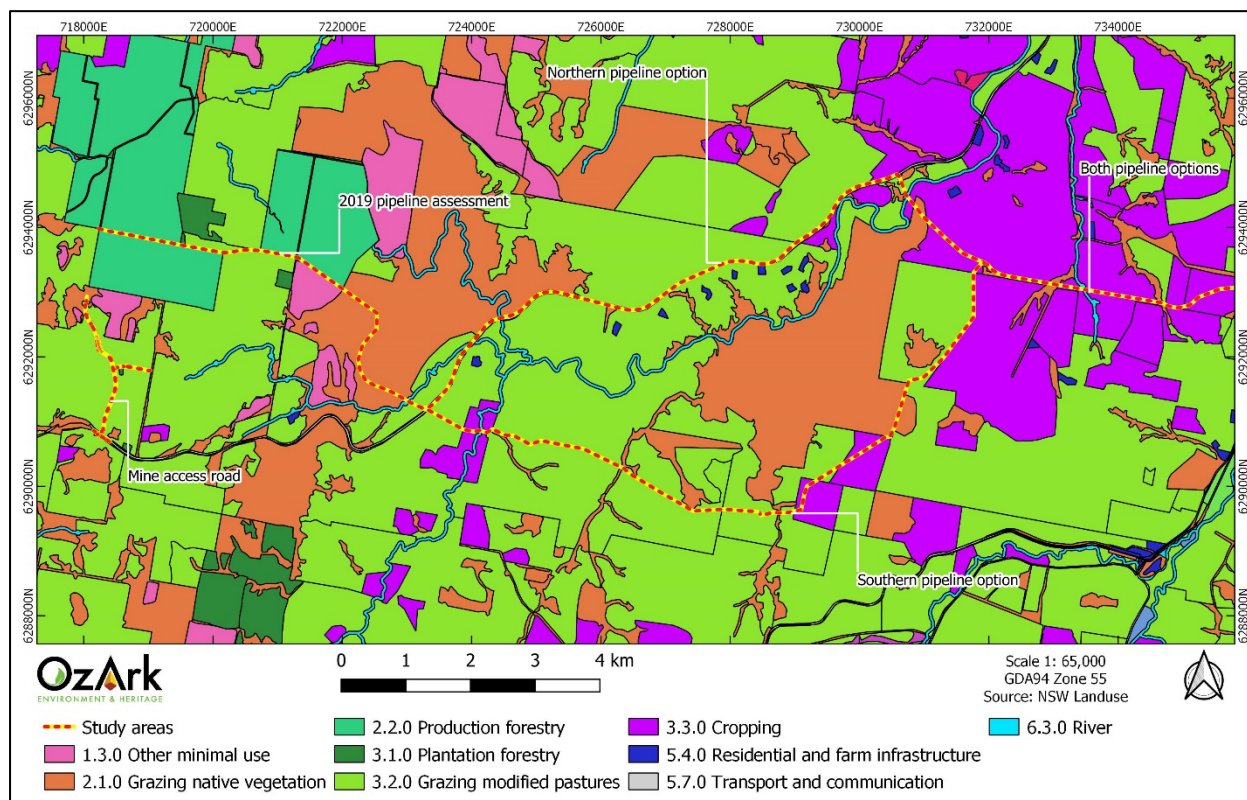 718000E 720000E 722000E 724000E 726000E 728000E 730000E 732000E 734000E
6296000N
6294000N
6292000N
6290000N
6288000N
6296000N
6294000N
6292000N
6290000N
6288000N
Northern pipeline option
Both pipeline options
2019 pipeline assessment
Mine access road
Southern pipeline option
OzArk
ENVIRONMENT & HERITAGE
0 1 2 3 4 km
Scale 1: 65,000
GDA94 Zone 55
Source: NSW Landuse
Study areas
1.3.0 Other minimal use
2.1.0 Grazing native vegetation
2.2.0 Production forestry
3.1.0 Plantation forestry
3.2.0 Grazing modified pastures
3.3.0 Cropping
5.4.0 Residential and farm infrastructure
5.7.0 Transport and communication
6.3.0 River